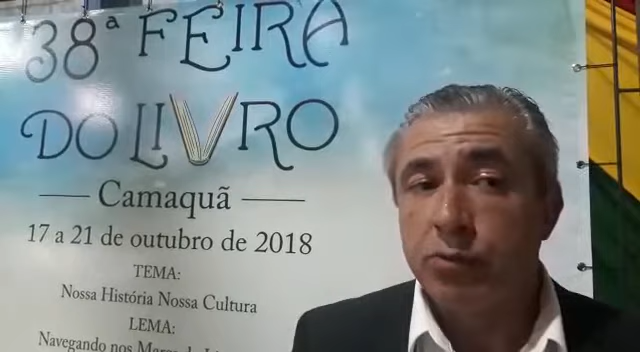 38ª FEIRA
DO LIVRO
Camaquã
17 a 21 de outubro de 2018
TEMA:
Nossa História Nossa Cultura
LEMA:
Navegando nos